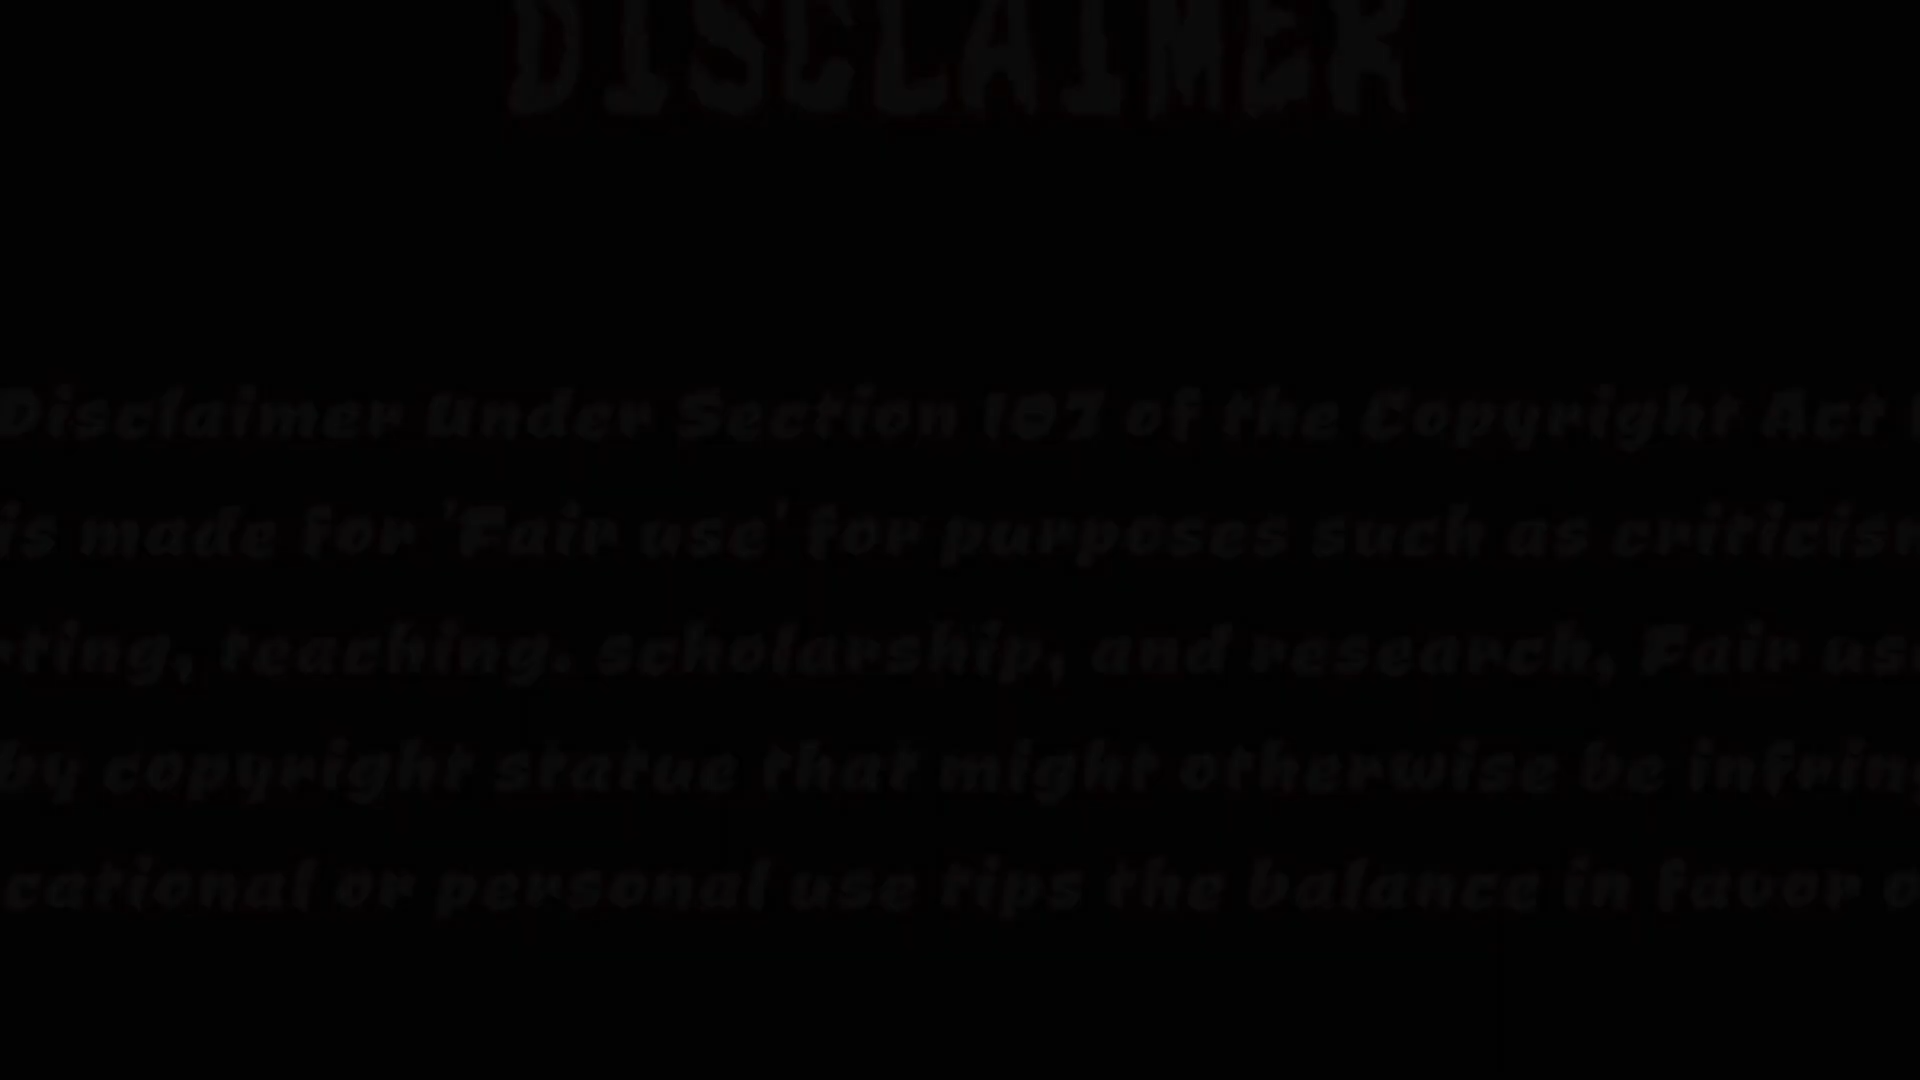 DISCLAIMER
Disclaimer Under Section 107 of the Copyright Act
is made for 'Fair use' for purposes such as criticism
rting, teaching. scholarship, and research, Fair use
by copyright statue that might otherwise be infring
cational or personal use tips the balance in favor o